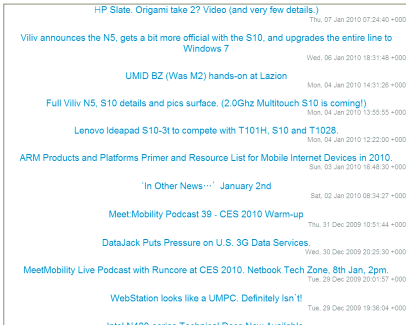 HP Slate. Origami take 2? Video (and very few details.)
Thu, 07 Jan 2010 07:24:40 +000
Viliv announces the N5, gets a bit more official with the S10, and upgrades the entire line to
Windows 7
Wed, 06 Jan 2010 18:31:48 +000
UMID BZ (Was M2) hands-on at Lazion
Mon, 04 Jan 2010 14:31:26 +000
Full Viliv N5, S10 details and pics surface. (2.0Ghz Multitouch S10 is coming!)
Mon, 04 Jan 2010 13:55:55 +000
Lenovo Ideapad S10-3t to compete with T101H, S10 and T1028.
Mon, 04 Jan 2010 12:22:00 +000
ARM Products and Platforms Primer and Resource List for Mobile Internet Devices in 2010.
Sun, 03 Jan 2010 16:48:30 +000
‘In Other News…’ January 2nd
Sat, 02 Jan 2010 08:34:27 +000
Meet:Mobility Podcast 39 - CES 2010 Warm-up
Thu, 31 Dec 2009 10:51:44 +000
DataJack Puts Pressure on U.S. 3G Data Services.
Wed, 30 Dec 2009 20:25:30 +000
MeetMobility Live Podcast with Runcore at CES 2010. Netbook Tech Zone. 8th Jan, 2pm.
Tue, 29 Dec 2009 20:01:57 +000
WebStation looks like a UMPC. Definitely Isn´t!
Tue, 29 Dec 2009 19:36:04 +000